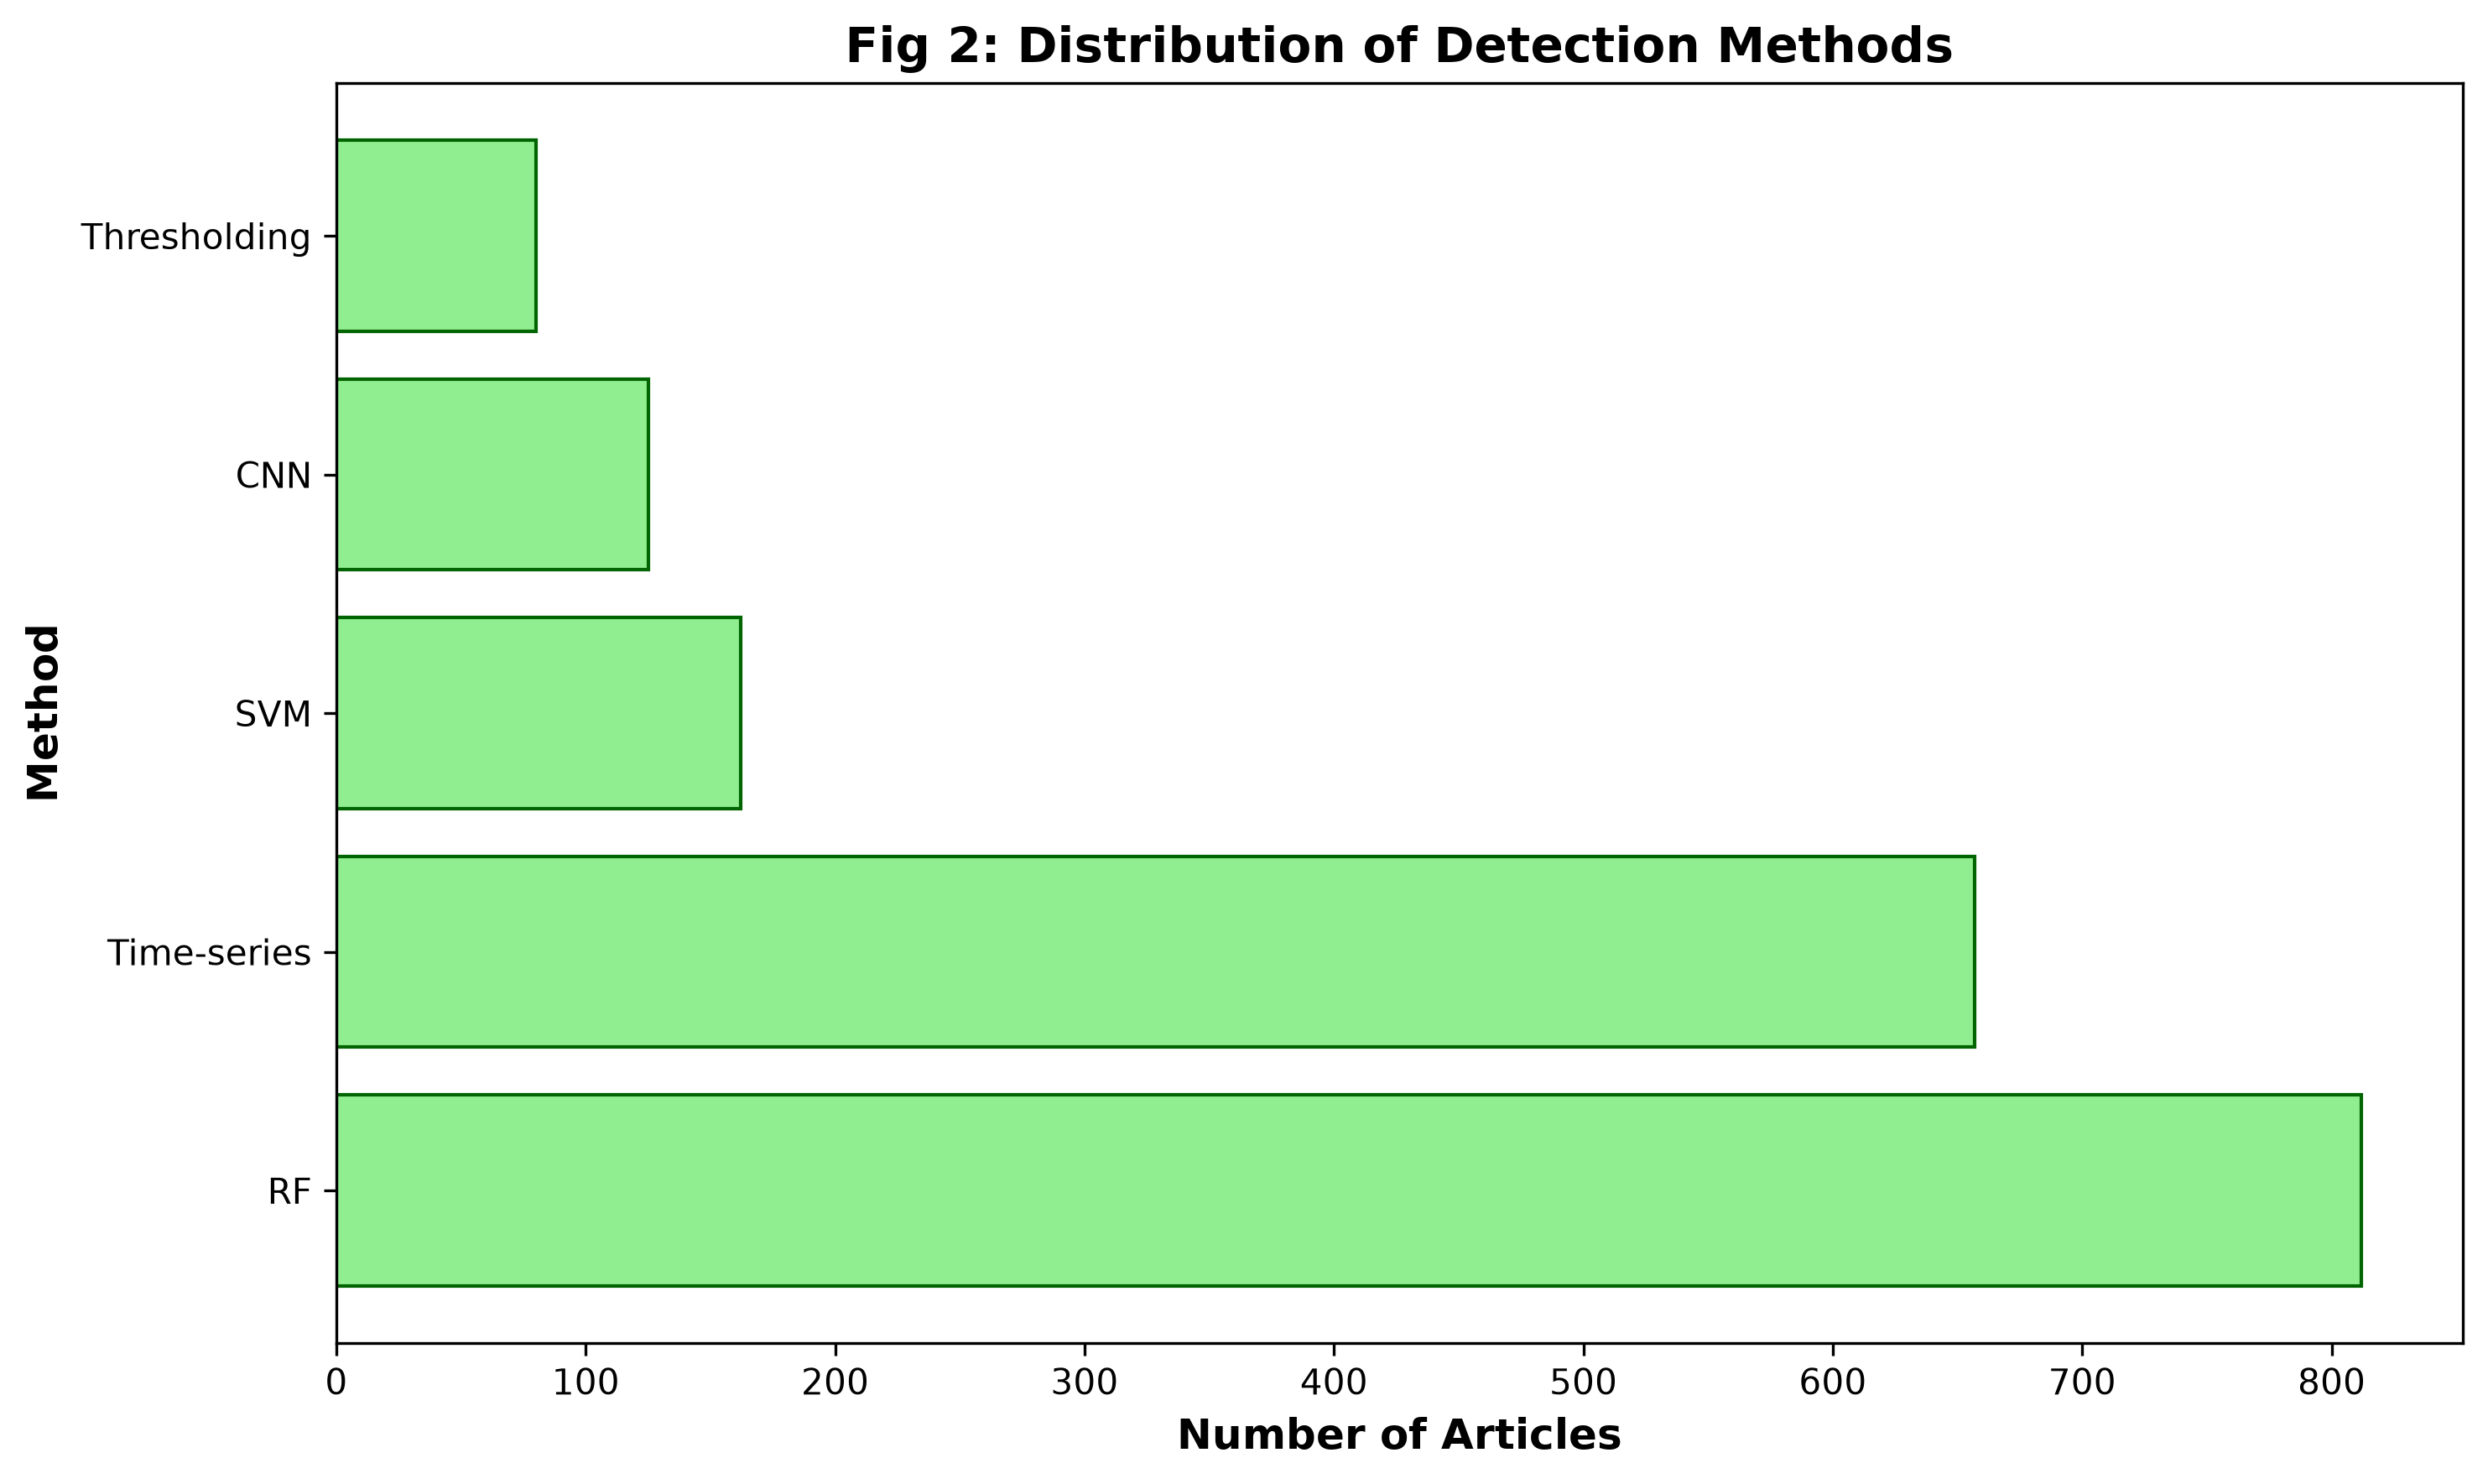 Fig 2: Distribution of Detection Methods
Thresholding
CNN
SVM
Time-series
RF
Method
0 100 200 300 400 500 600 700 800
Number of Articles